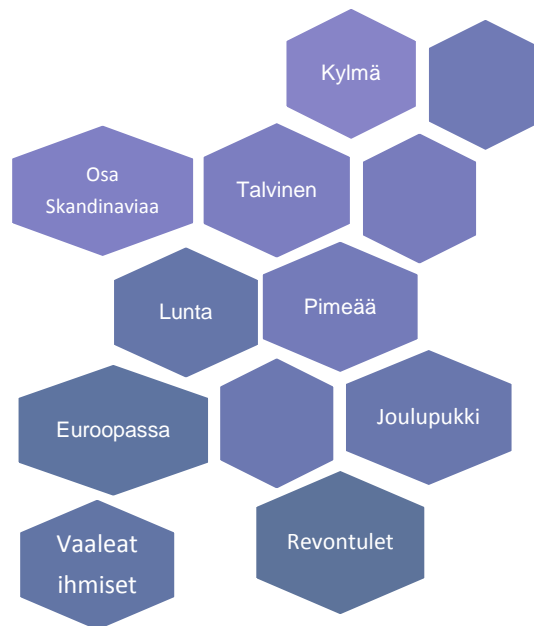 Kylmä
Osa
Skandinaviaa
Talvinen
Lunta
Pimeää
Euroopassa
Joulupukki
Vaaleat
ihmiset
Revontulet